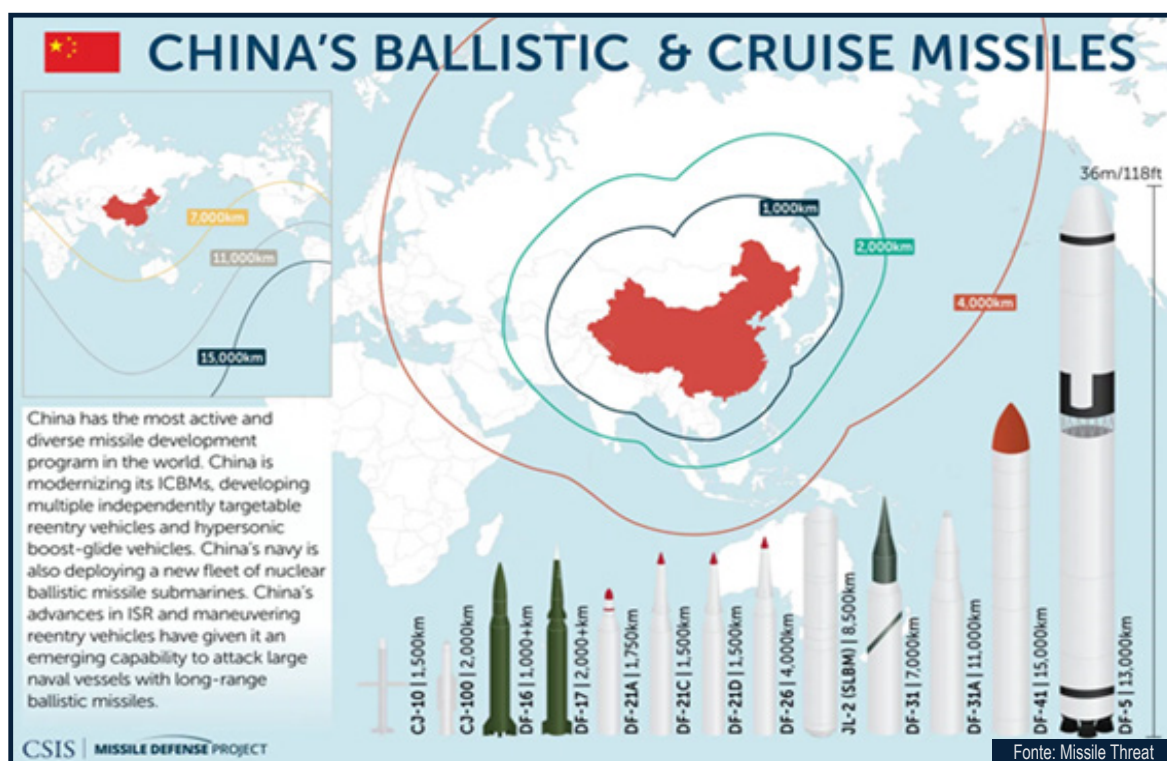 CHINA'S BALLISTIC & CRUISE MISSILES
7,000km
11,000km
15,000km
1,000km
2,000km
4,000km
36m/118ft
China has the most active and
diverse missile development
program in the world. China is
modernizing its ICBMs, developing
multiple independently targetable
reentry vehicles and hypersonic
boost-glide vehicles. China's navy is
also deploying a new fleet of nuclear
ballistic missile submarines. China's
advances in ISR and maneuvering
reentry vehicles have given it an
emerging capability to attack large
naval vessels with long-range
ballistic missiles.
CJ-10 | 1,500km
CJ-100 | 2,000km
DF-16 | 1,000+km
DF-17 | 2,000+km
DF-21A | 1,750km
DF-21C | 1,500km
DF-21D | 1,500km
DF-26 | 4,000km
JL-2 (SLBM) | 8,500km
DF-31 | 7,000km
DF-31A | 11,000km
DF-41 | 15,000km
DF-5 | 13,000km
CSIS | MISSILE DEFENSE PROJECT
Fonte: Missile Threat